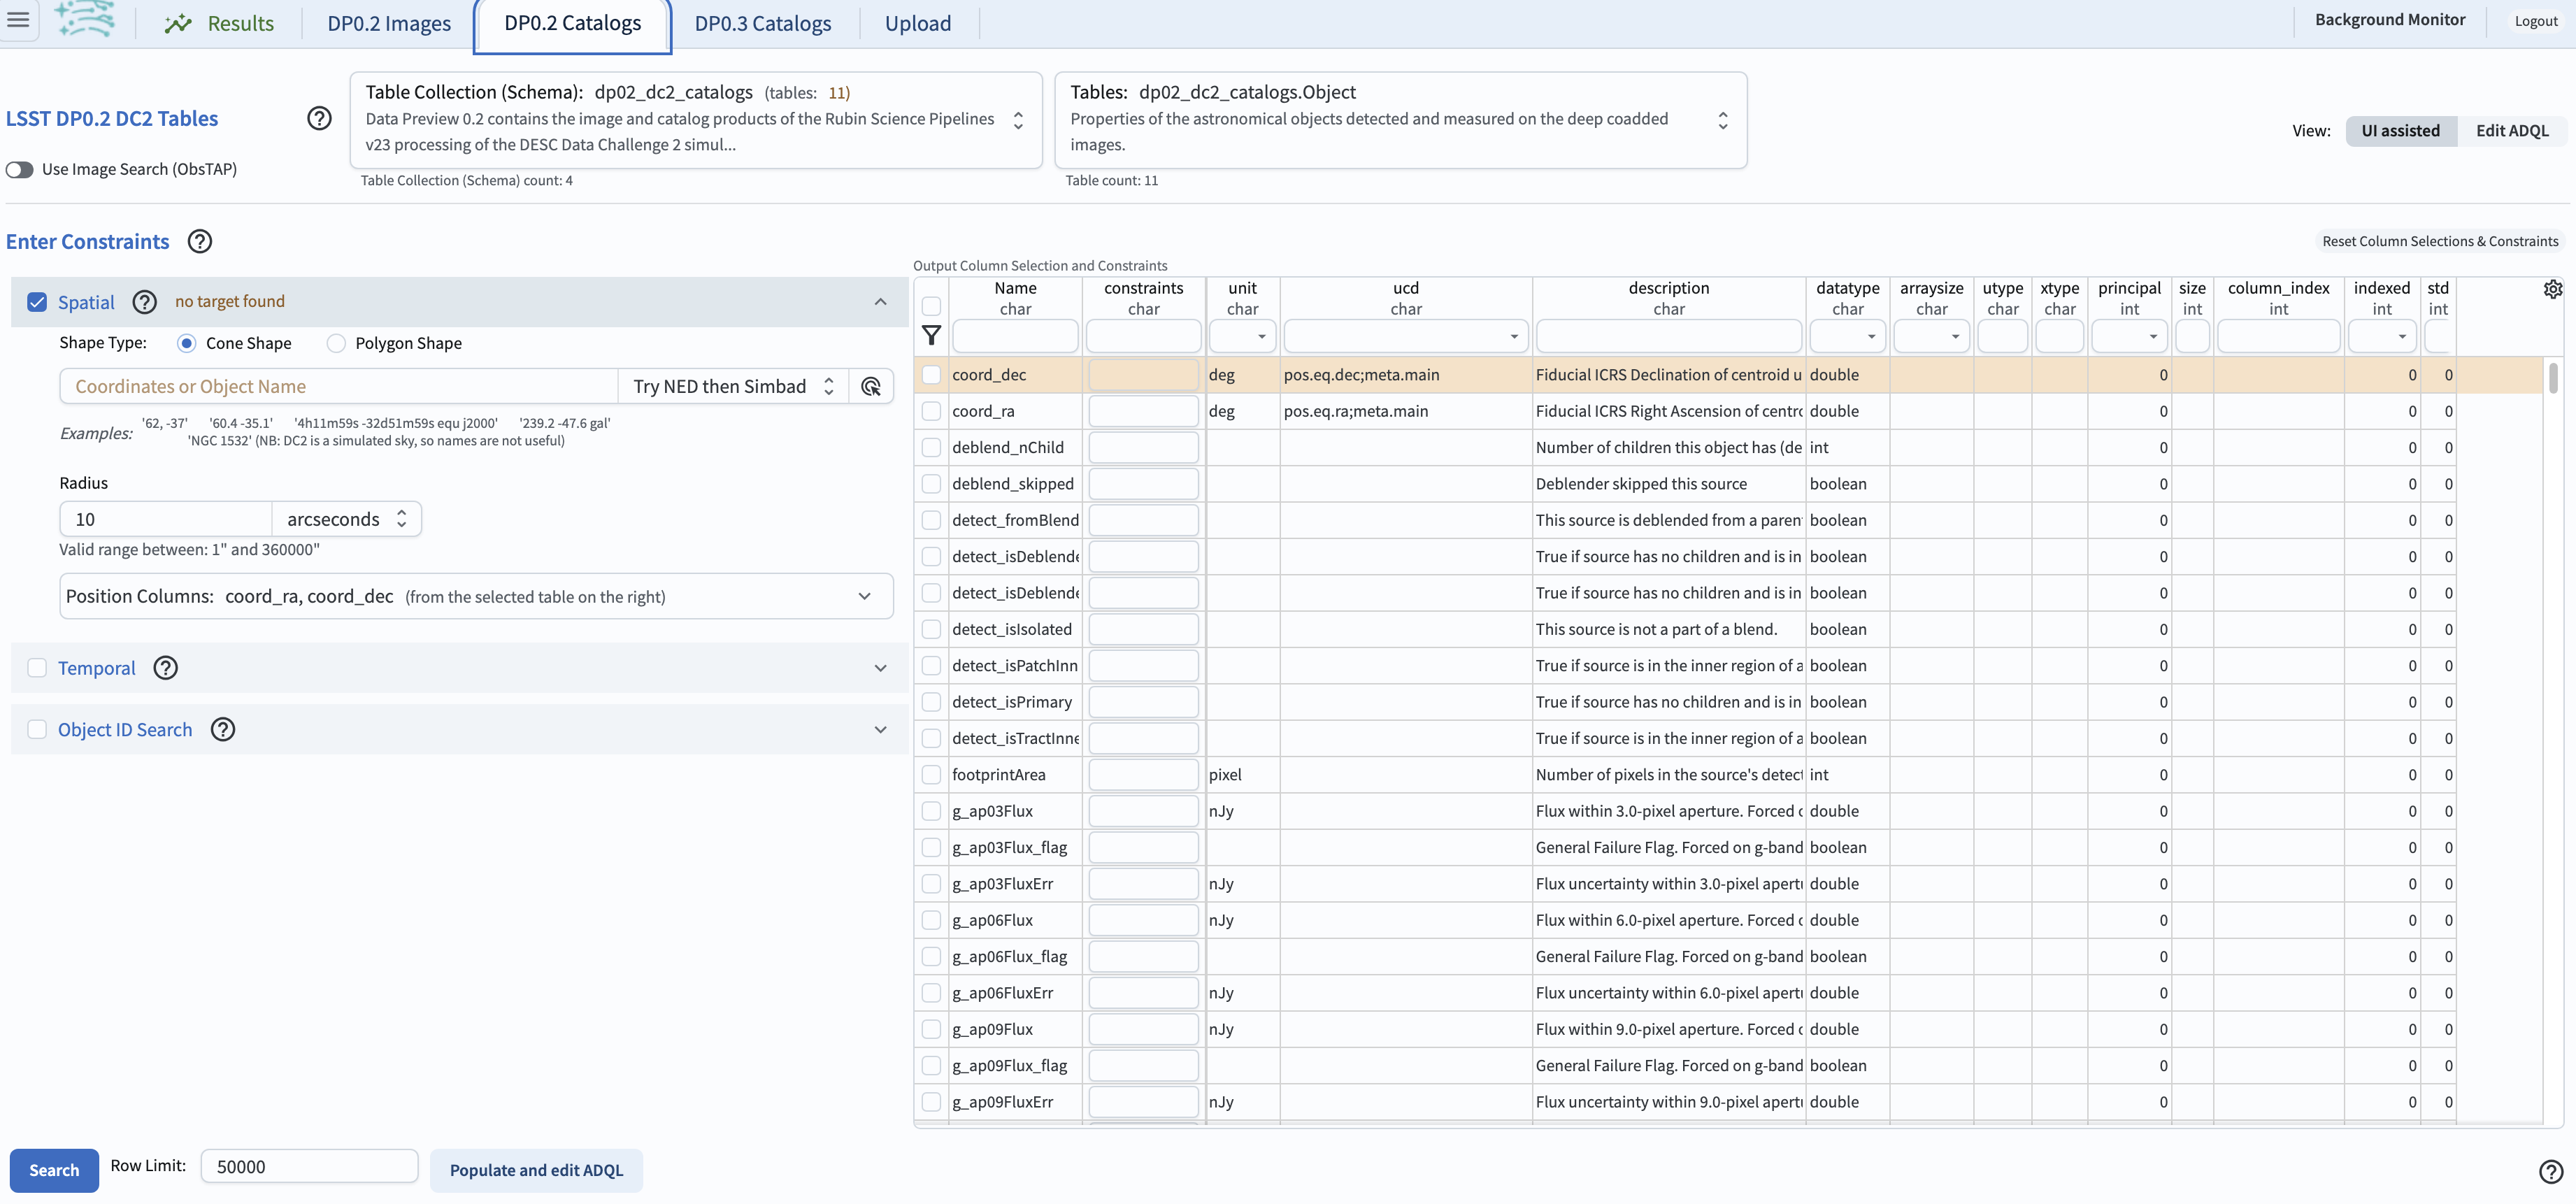 Results
DP0.2 Images
DP0.2 Catalogs
DP0.3 Catalogs
Upload
Background Monitor
Logout
LSST DP0.2 DC2 Tables
Use Image Search (ObsTAP)
Table Collection (Schema): dp02_dc2_catalogs (tables: 11)
Data Preview 0.2 contains the image and catalog products of the Rubin Science Pipelines
v23 processing of the DESC Data Challenge 2 simul...
Table Collection (Schema) count: 4
Tables: dp02_dc2_catalogs.Object
Properties of the astronomical objects detected and measured on the deep coadded
images.
Table count: 11
View: UI assisted Edit ADQL
Enter Constraints
Reset Column Selections & Constraints
Spatial no target found
Shape Type: Cone Shape Polygon Shape
Coordinates or Object Name Try NED then Simbad
Examples: '62, -37' '60.4 -35.1' '4h11m59s -32d51m59s equ j2000' '239.2 -47.6 gal'
'NGC 1532' (NB: DC2 is a simulated sky, so names are not useful)
Radius
10 arcseconds
Valid range between: 1" and 360000"
Position Columns: coord_ra, coord_dec (from the selected table on the right)
Temporal
Object ID Search
Output Column Selection and Constraints
Name constraints unit ucd description datatype arraysize utype xtype principal size column_index indexed std
char char char char char char char char char int int int int int
coord_dec deg pos.eq.dec;meta.main Fiducial ICRS Declination of centroid u double 0 0 0
coord_ra deg pos.eq.ra;meta.main Fiducial ICRS Right Ascension of centro double 0 0 0
deblend_nChild Number of children this object has (de int 0 0 0
deblend_skipped Deblender skipped this source boolean 0 0 0
detect_fromBlend This source is deblended from a paren boolean 0 0 0
detect_isDeblende True if source has no children and is in boolean 0 0 0
detect_isDeblende True if source has no children and is in boolean 0 0 0
detect_isIsolated This source is not a part of a blend. boolean 0 0 0
detect_isPatchInn True if source is in the inner region of a boolean 0 0 0
detect_isPrimary True if source has no children and is in boolean 0 0 0
detect_isTractInne True if source is in the inner region of a boolean 0 0 0
footprintArea pixel Number of pixels in the source's detect int 0 0 0
g_ap03Flux nJy Flux within 3.0-pixel aperture. Forced o double 0 0 0
g_ap03Flux_flag General Failure Flag. Forced on g-band boolean 0 0 0
g_ap03FluxErr nJy Flux uncertainty within 3.0-pixel apertu double 0 0 0
g_ap06Flux nJy Flux within 6.0-pixel aperture. Forced o double 0 0 0
g_ap06Flux_flag General Failure Flag. Forced on g-band boolean 0 0 0
g_ap06FluxErr nJy Flux uncertainty within 6.0-pixel apertu double 0 0 0
g_ap09Flux nJy Flux within 9.0-pixel aperture. Forced o double 0 0 0
g_ap09Flux_flag General Failure Flag. Forced on g-band boolean 0 0 0
g_ap09FluxErr nJy Flux uncertainty within 9.0-pixel apertu double 0 0 0
Search Row Limit: 50000 Populate and edit ADQL